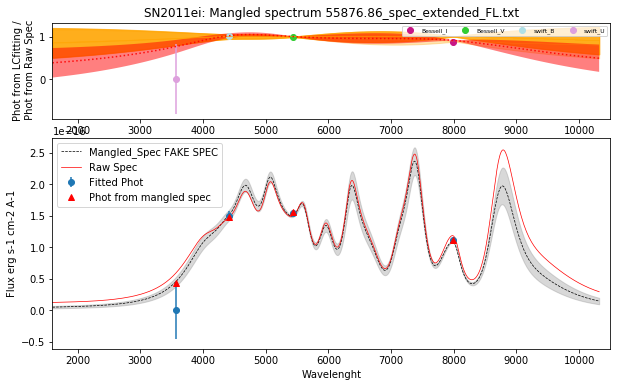 SN2011ei: Mangled spectrum 55876.86_spec_extended_FL.txt
Phot from LCfitting /
Phot from Raw Spec
1
0
Bessell_I
Bessell_V
swift_B
swift_U
2000 3000 4000 5000 6000 7000 8000 9000 10000
Flux erg s-1 cm-2 A-1
2.5
2.0
1.5
1.0
0.5
0.0
−0.5
Mangled_Spec FAKE SPEC
Raw Spec
Fitted Phot
Phot from mangled spec
2000 3000 4000 5000 6000 7000 8000 9000 10000
Wavelenght